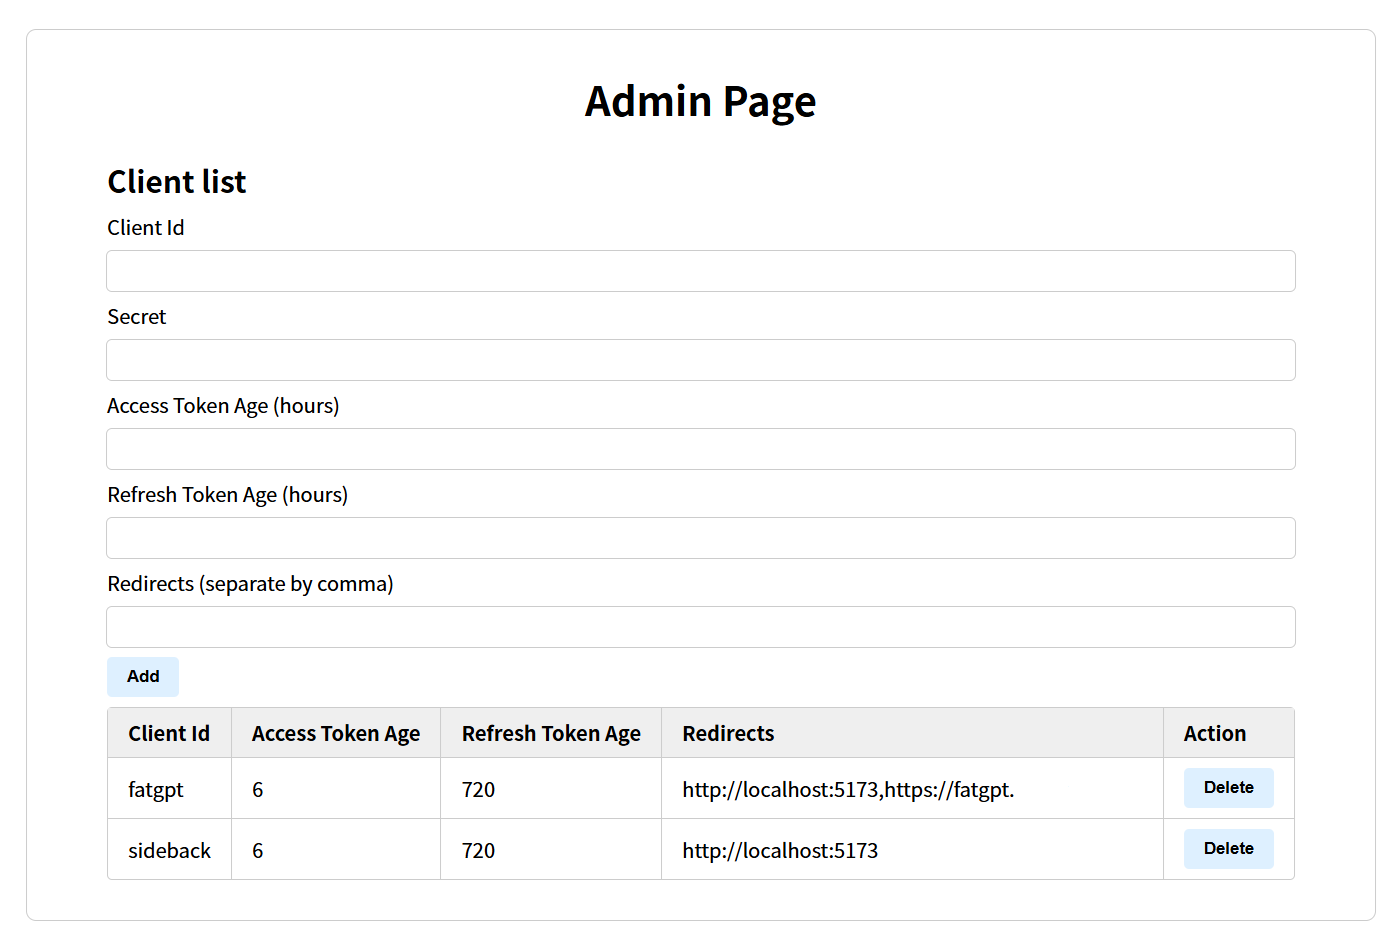 Admin Page
Client list
Client Id
Secret
Access Token Age (hours)
Refresh Token Age (hours)
Redirects (separate by comma)
Add
Client Id Access Token Age Refresh Token Age Redirects Action
fatgpt 6 720 http://localhost:5173,https://fatgpt. Delete
sideback 6 720 http://localhost:5173 Delete